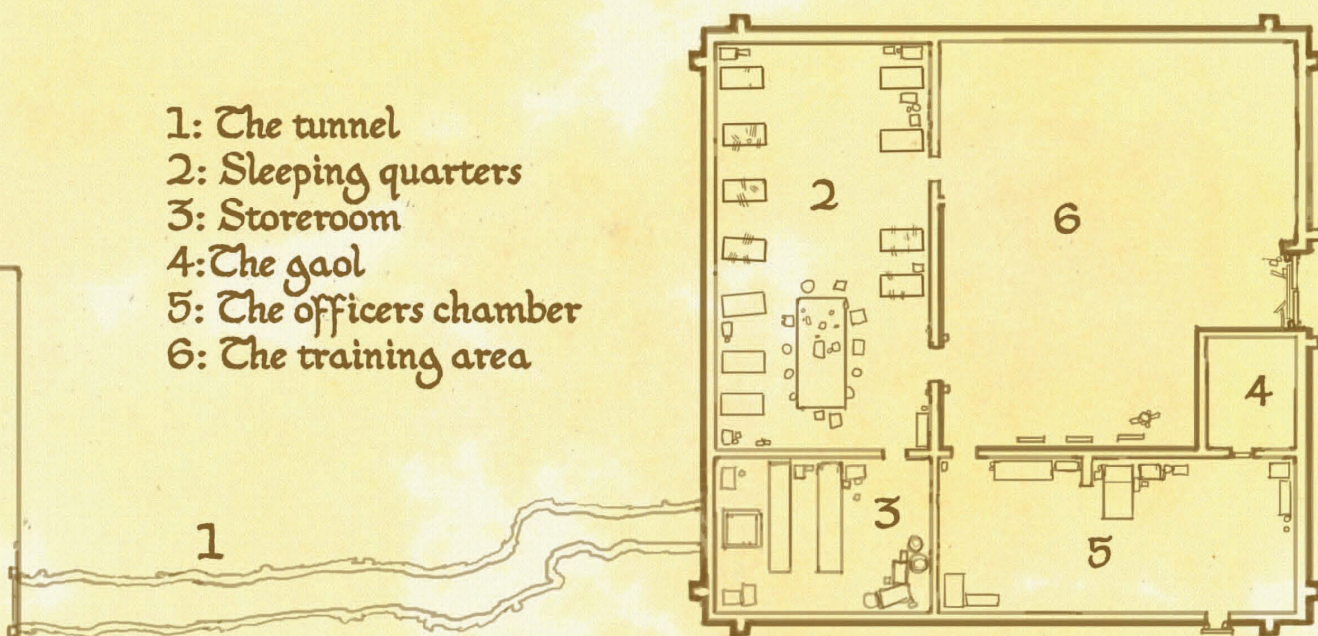 1: The tunnel
2: Sleeping quarters
3: Storeroom
4:The gaol
5: The officers chamber
6: The training area
2
6
4
3
1
5